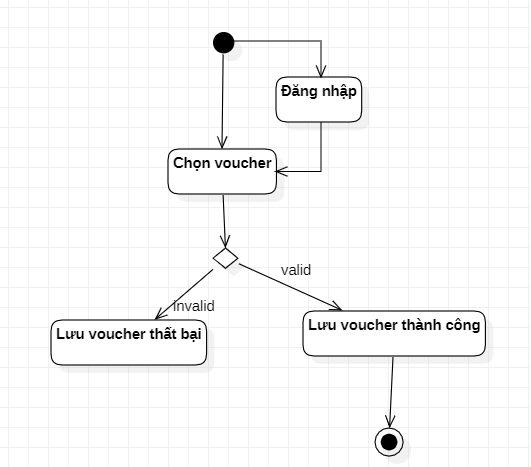 Đăng nhập
Chọn voucher
valid
invalid
Lưu voucher thất bại
Lưu voucher thành công